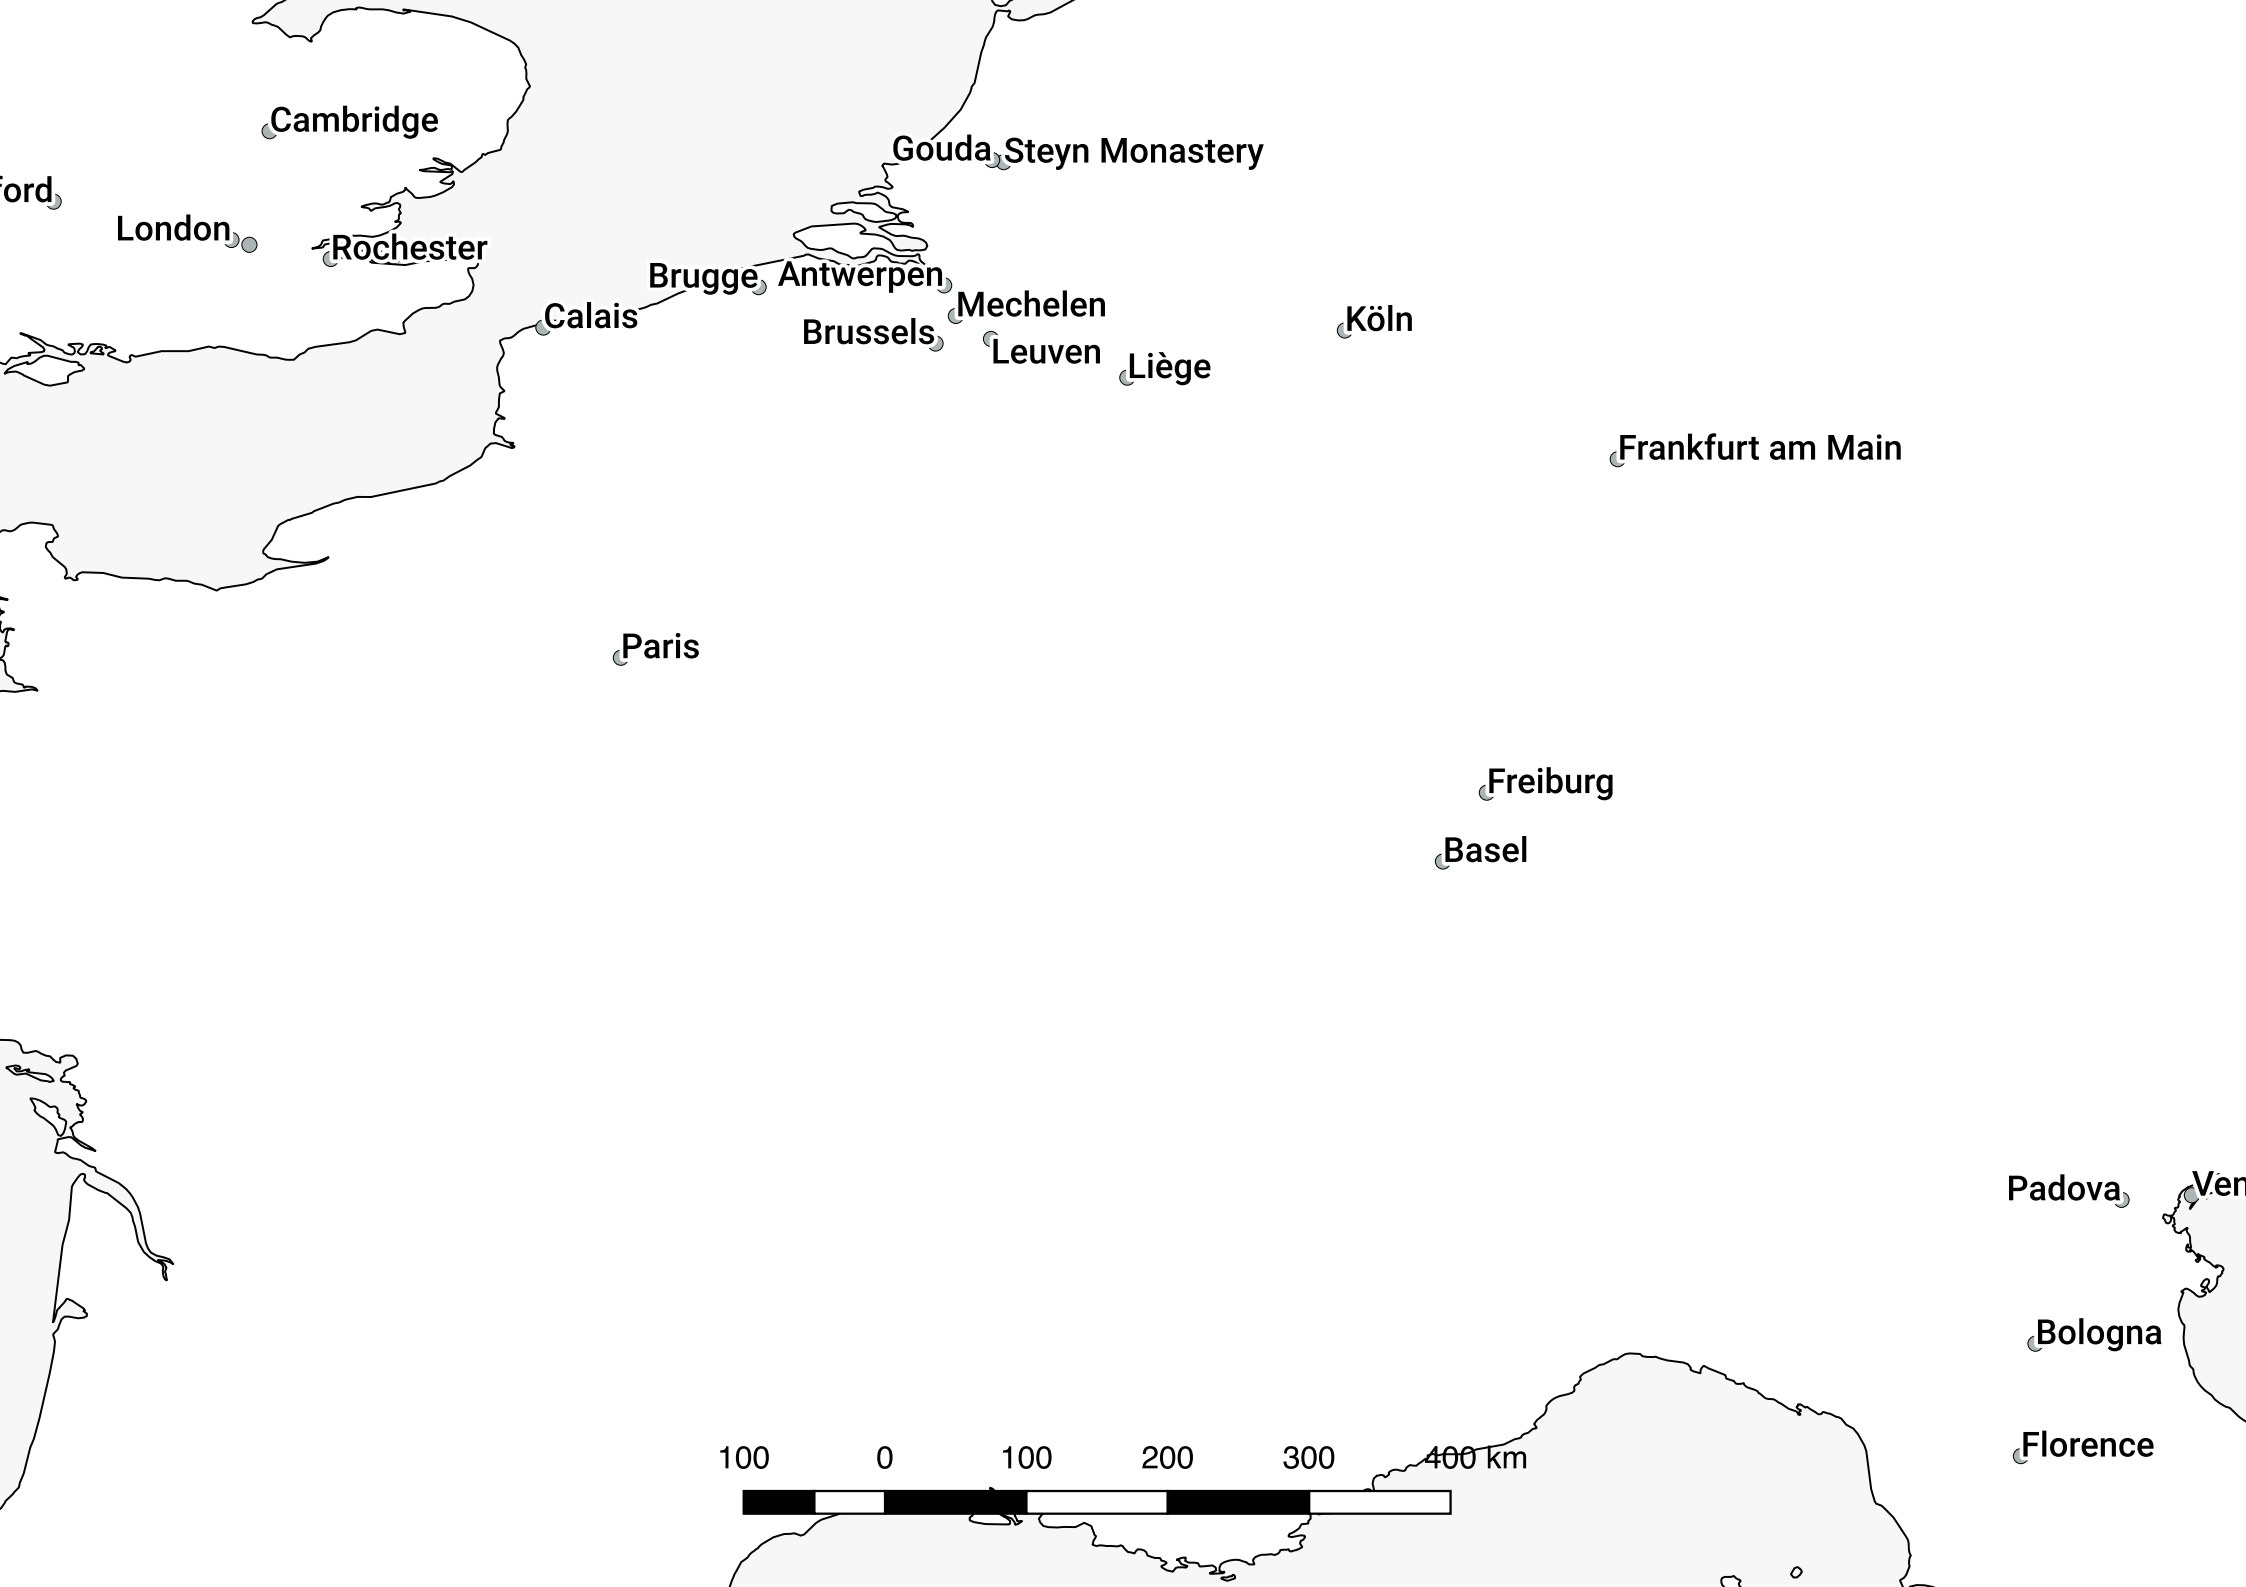 Cambridge
Gouda
Steyn Monastery
ford
London
Rochester
Brugge
Antwerpen
Mechelen
Calais
Brussels
Köln
Leuven
Liège
Frankfurt am Main
Paris
Freiburg
Basel
Padova
Ven
Bologna
Florence
100 0 100 200 300 400 km